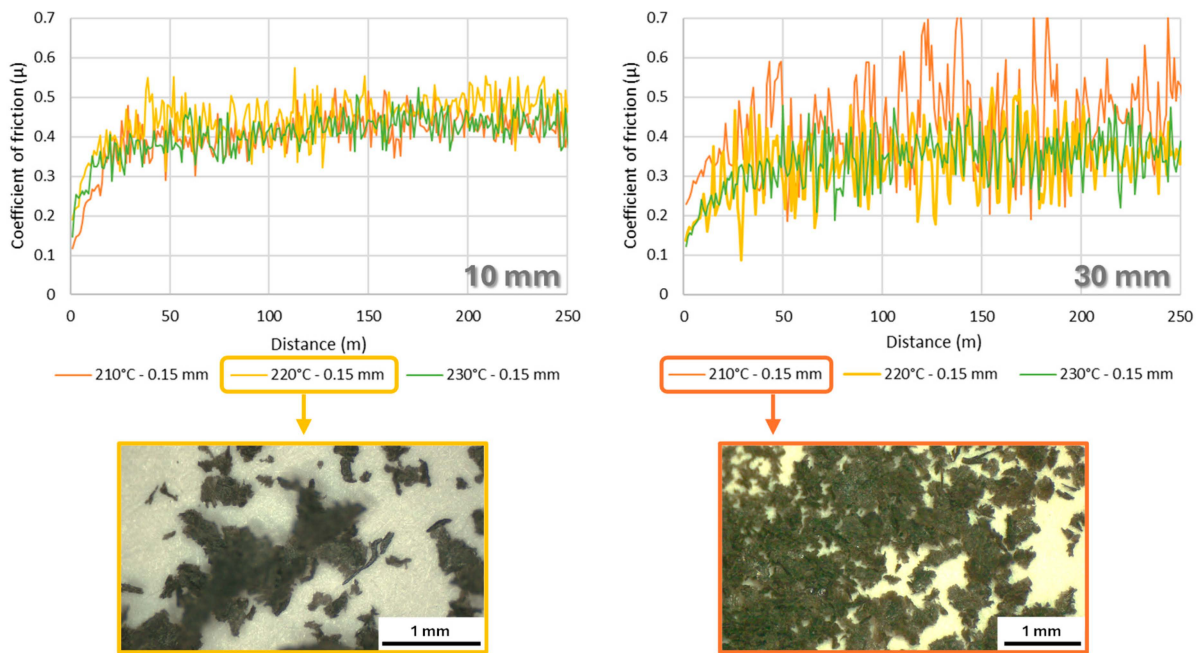 0.7
0.6
0.5
0.4
0.3
0.2
0.1
0
Coefficient of friction (μ)
10 mm
0 50 100 150 200 250
Distance (m)
210°C - 0.15 mm 220°C - 0.15 mm 230°C - 0.15 mm
1 mm
0.7
0.6
0.5
0.4
0.3
0.2
0.1
0
Coefficient of friction (μ)
30 mm
0 50 100 150 200 250
Distance (m)
210°C - 0.15 mm 220°C - 0.15 mm 230°C - 0.15 mm
1 mm